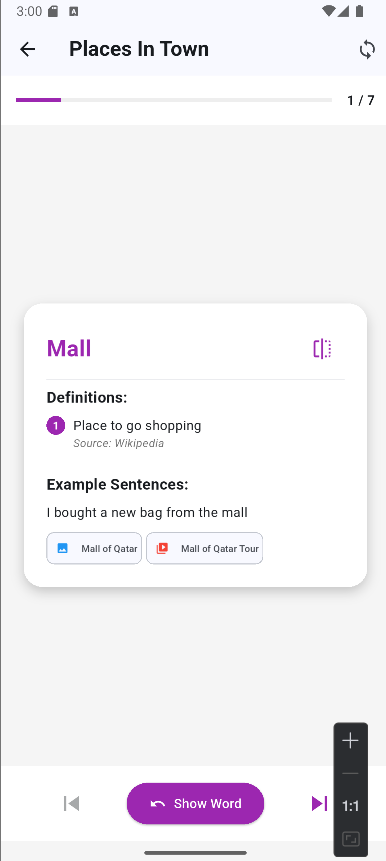 3:00 A
Places In Town
1 / 7
Mall
Definitions:
1 Place to go shopping
Source: Wikipedia
Example Sentences:
I bought a new bag from the mall
Mall of Qatar Mall of Qatar Tour
Show Word
1:1